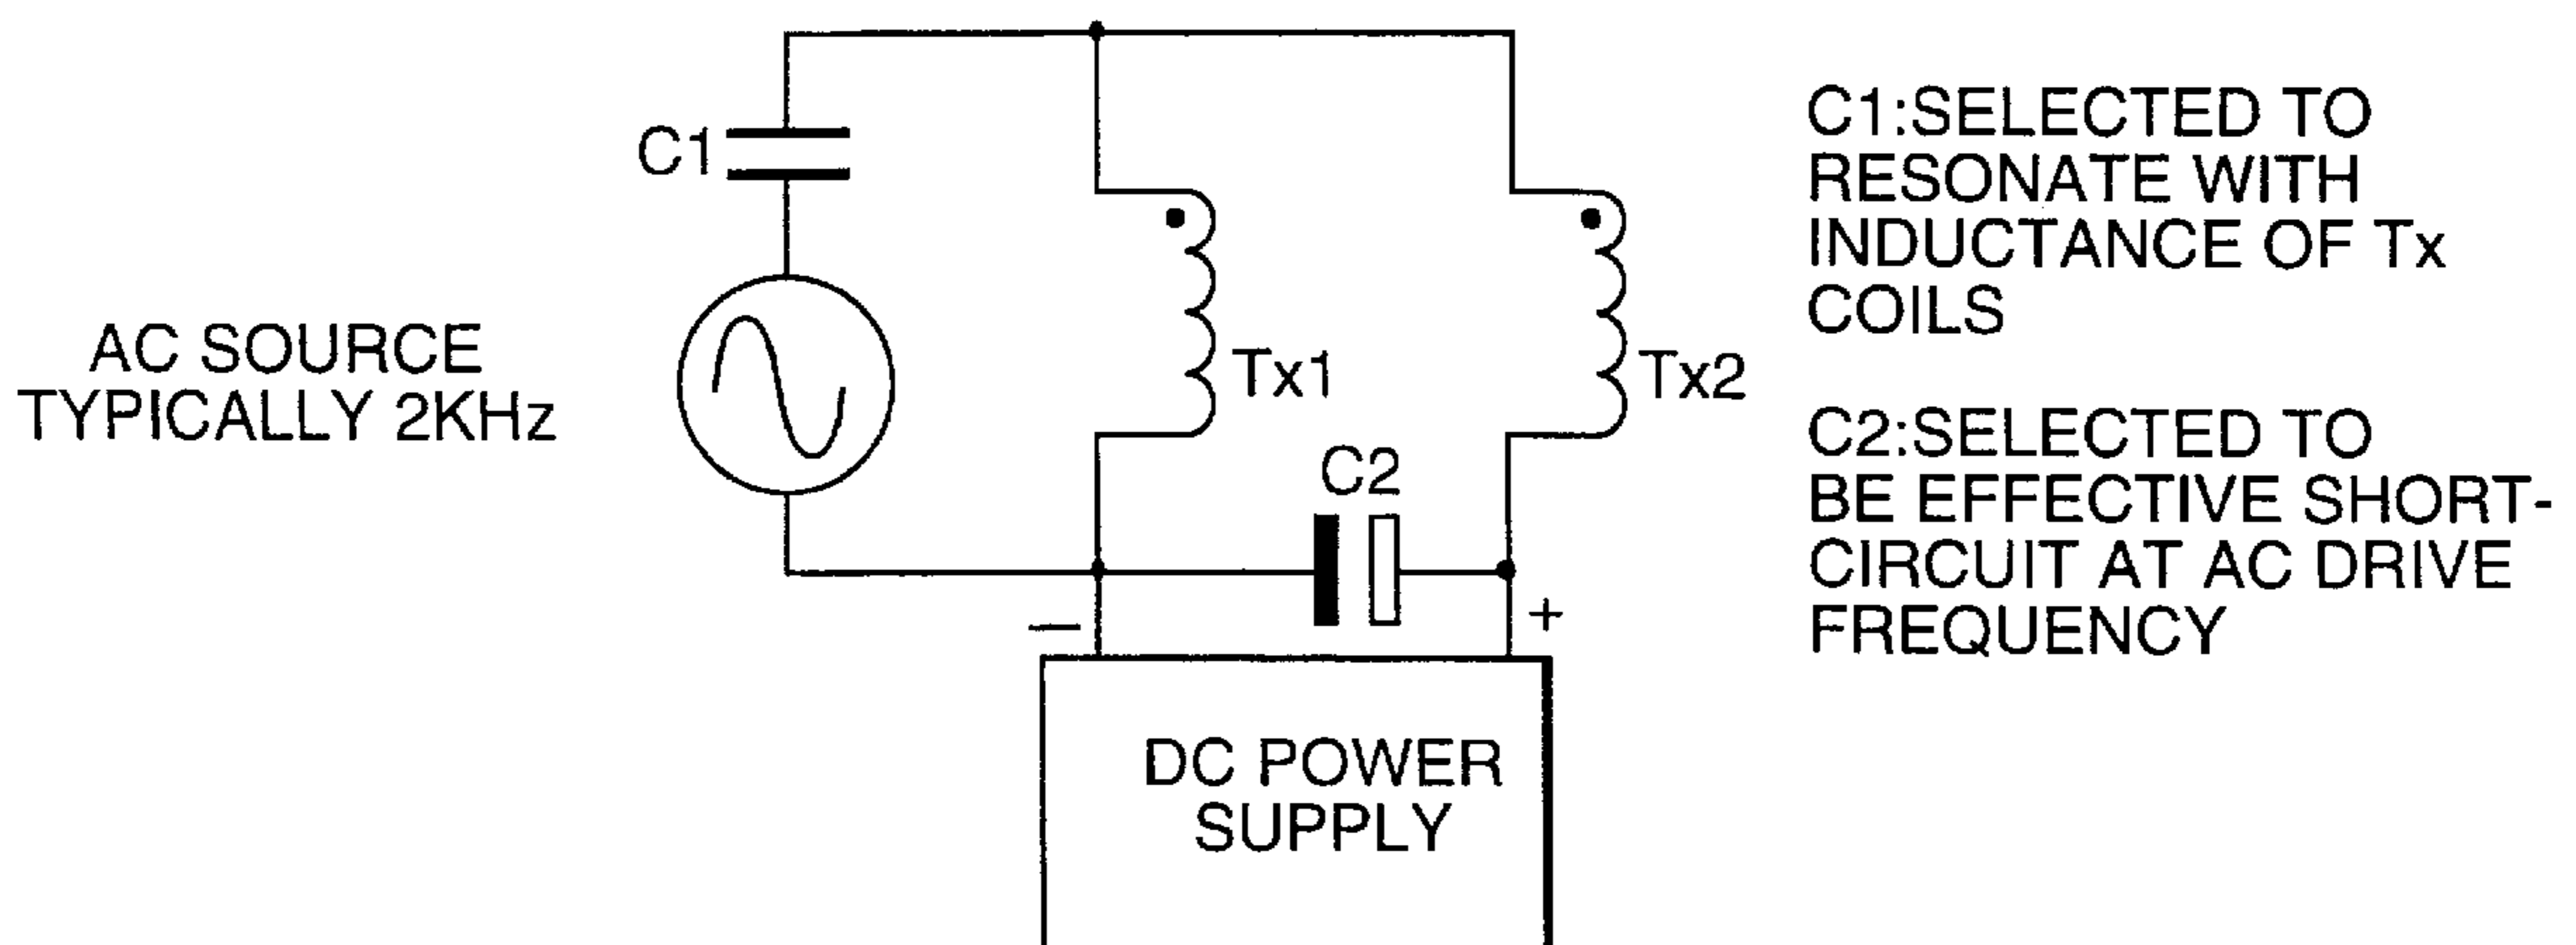 C1
AC SOURCE
TYPICALLY 2KHz
Tx1
Tx2
C2
—
+
DC POWER
SUPPLY
C1:SELECTED TO
RESONATE WITH
INDUCTANCE OF Tx
COILS
C2:SELECTED TO
BE EFFECTIVE SHORT-
CIRCUIT AT AC DRIVE
FREQUENCY